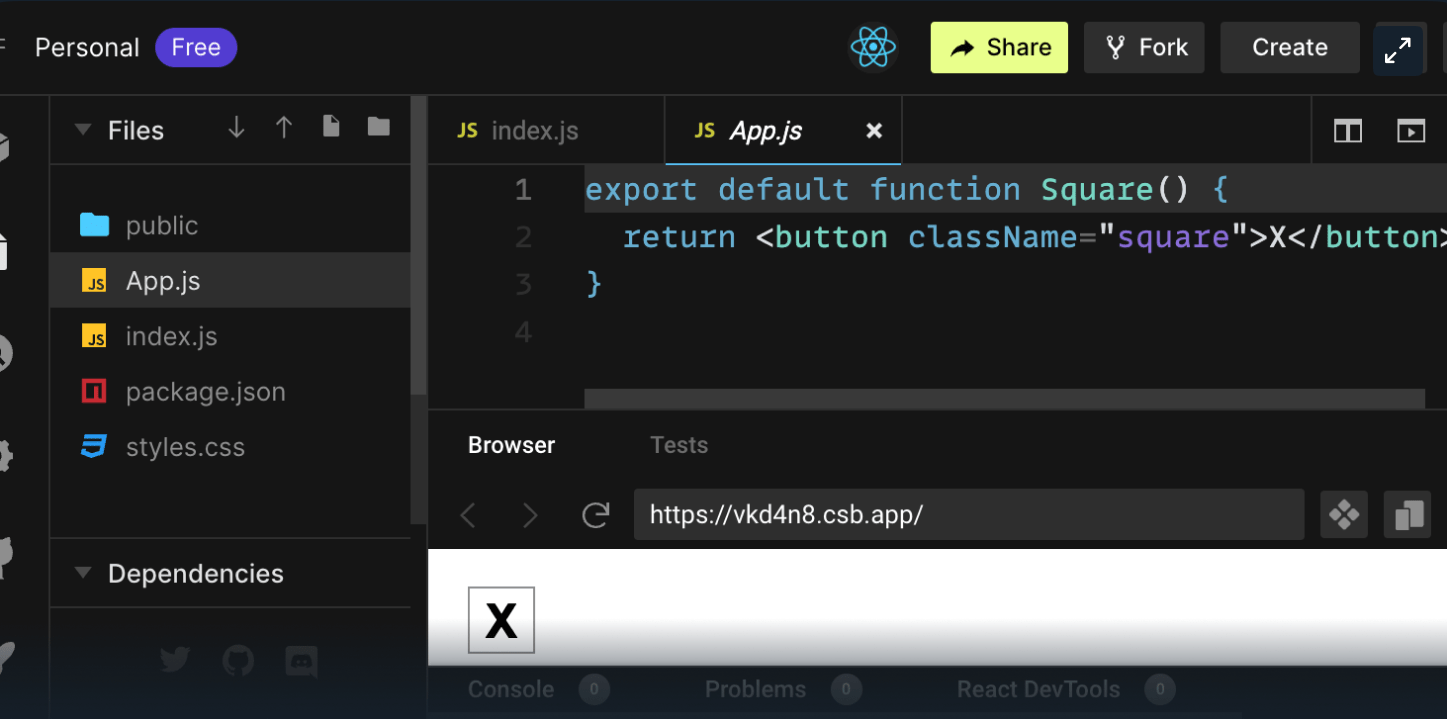 Personal Free Share Fork Create
Files
public
JS App.js
JS index.js
package.json
styles.css
Dependencies
JS index.js JS App.js
1 export default function Square() {
2 return <button className="square">X</button>
3 }
4
Browser Tests
https://vkd4n8.csb.app/
X
Console 0 Problems 0 React DevTools 0